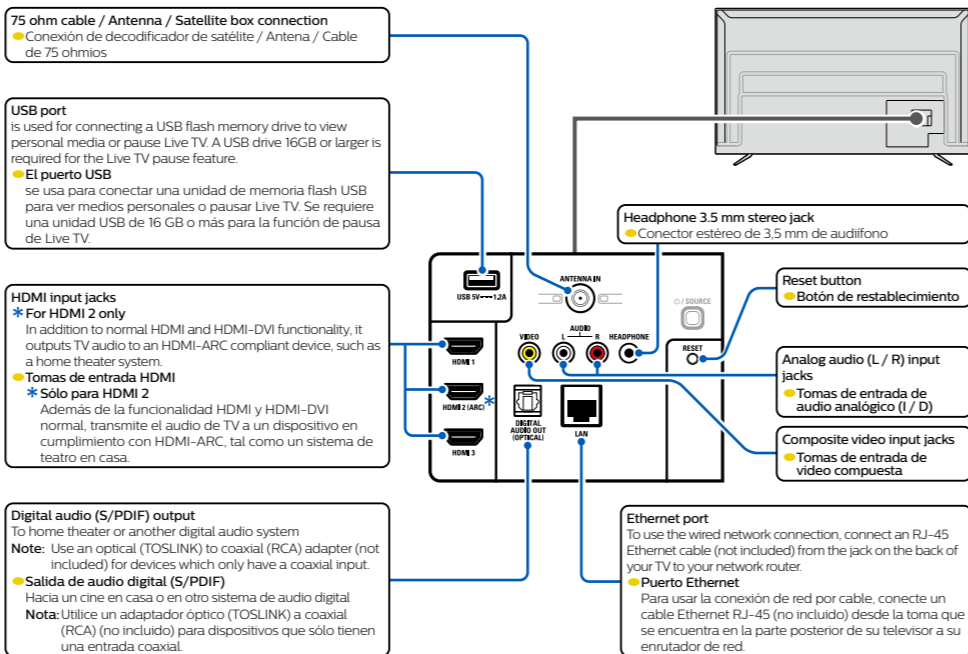 75 ohm cable / Antenna / Satellite box connection
Conexión de decodificador de satélite / Antena / Cable
de 75 ohmios
USB port
is used for connecting a USB flash memory drive to view
personal media or pause Live TV. A USB drive 16GB or larger is
required for the Live TV pause feature.
El puerto USB
se usa para conectar una unidad de memoria flash USB
para ver medios personales o pausar Live TV. Se requiere
una unidad USB de 16 GB o más para la función de pausa
de Live TV.
HDMI input jacks
* For HDMI 2 only
In addition to normal HDMI and HDMI-DVI functionality, it
outputs TV audio to an HDMI-ARC compliant device, such as
a home theater system.
Tomas de entrada HDMI
* Sólo para HDMI 2
Además de la funcionalidad HDMI y HDMI-DVI
normal, transmite el audio de TV a un dispositivo en
cumplimiento con HDMI-ARC, tal como un sistema de
teatro en casa.
Digital audio (S/PDIF) output
To home theater or another digital audio system
Note: Use an optical (TOSLINK) to coaxial (RCA) adapter (not
included) for devices which only have a coaxial input.
Salida de audio digital (S/PDIF)
Hacia un cine en casa o en otro sistema de audio digital
Nota: Utilice un adaptador óptico (TOSLINK) a coaxial
(RCA) (no incluido) para dispositivos que sólo tienen
una entrada coaxial.
USB 5V 1.2A
ANTENNA IN
⏻ / SOURCE
VIDEO
AUDIO
L
R
HEADPHONE
RESET
HDMI 1
HDMI 2 (ARC) *
HDMI 3
DIGITAL
AUDIO OUT
(OPTICAL)
LAN
Headphone 3.5 mm stereo jack
Conector estéreo de 3,5 mm de audiífono
Reset button
Botón de restablecimiento
Analog audio (L / R) input
jacks
Tomas de entrada de
audio analógico (I / D)
Composite video input jacks
Tomas de entrada de
video compuesta
Ethernet port
To use the wired network connection, connect an RJ-45
Ethernet cable (not included) from the jack on the back of
your TV to your network router.
Puerto Ethernet
Para usar la conexión de red por cable, conecte un
cable Ethernet RJ-45 (no incluido) desde la toma que
se encuentra en la parte posterior de su televisor a su
enrutador de red.